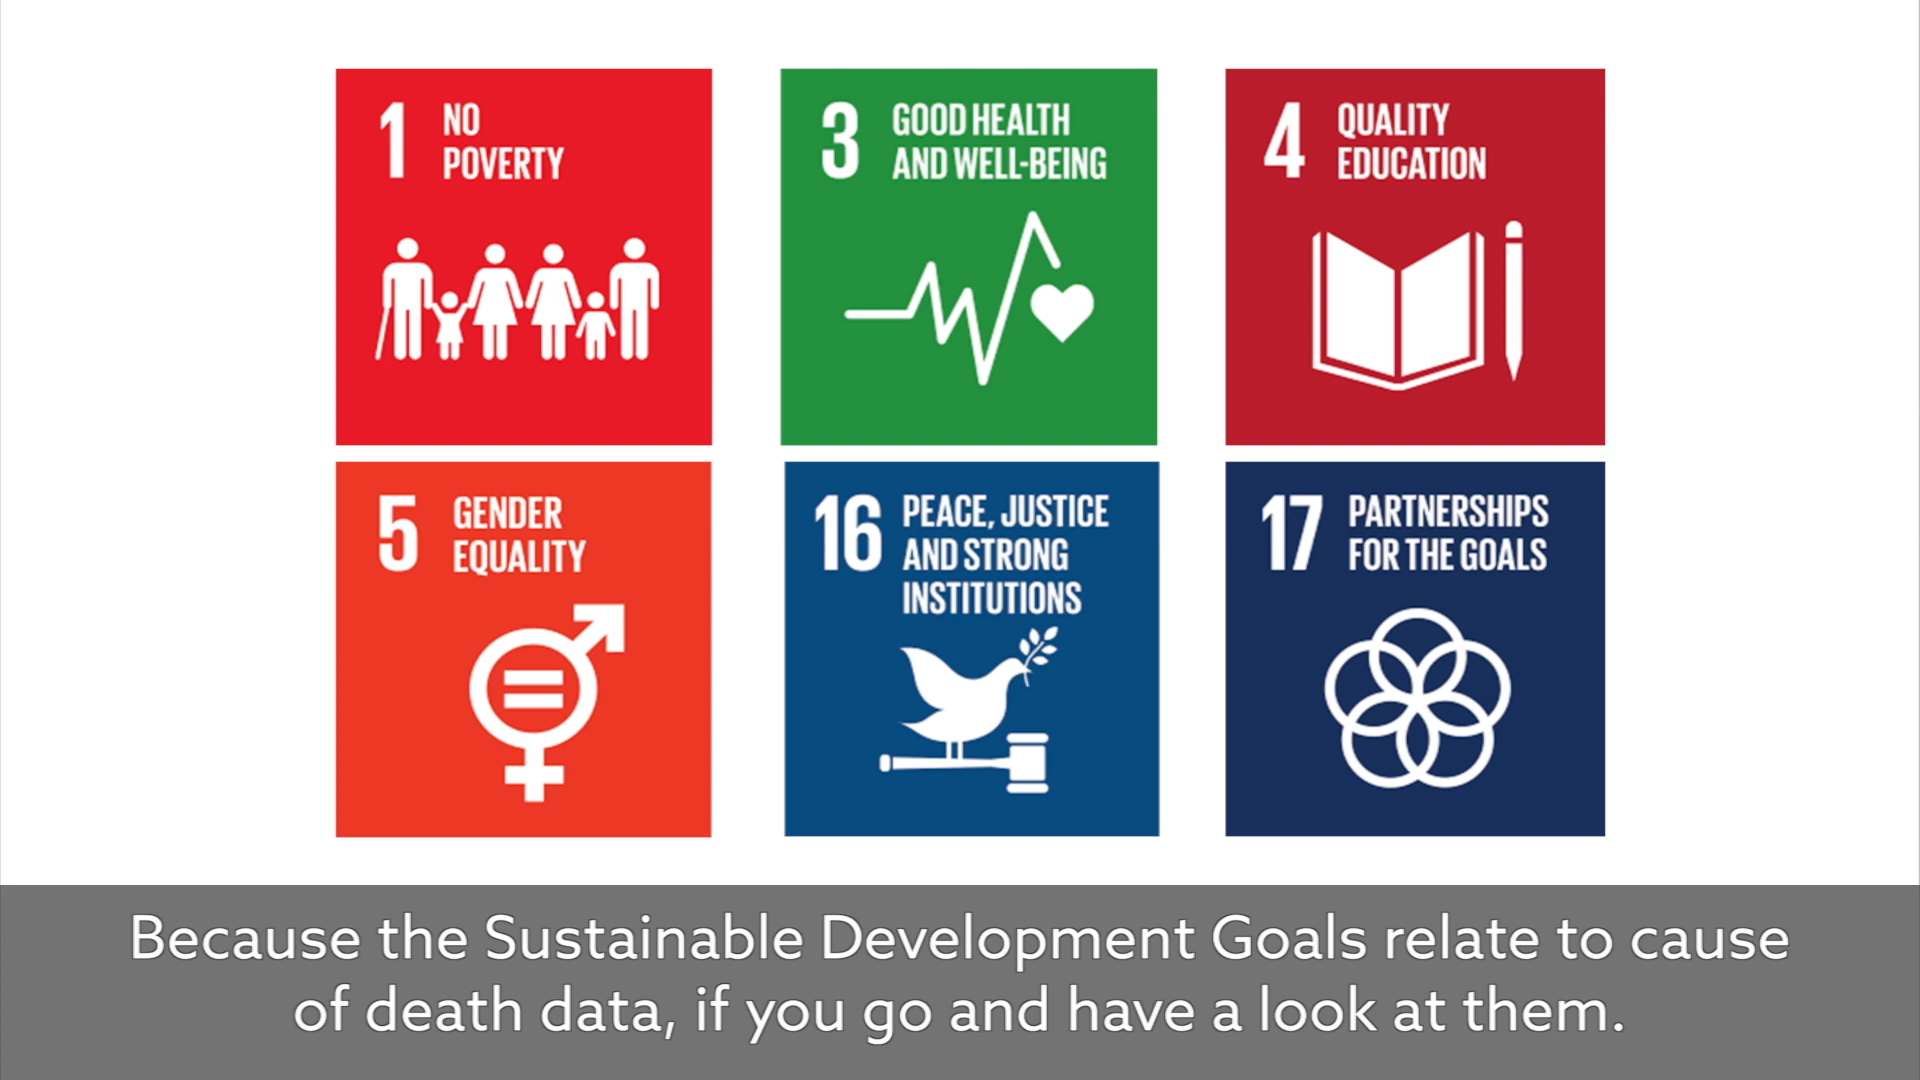 1 NO
POVERTY
3 GOOD HEALTH
AND WELL-BEING
4 QUALITY
EDUCATION
5 GENDER
EQUALITY
16 PEACE, JUSTICE
AND STRONG
INSTITUTIONS
17 PARTNERSHIPS
FOR THE GOALS
Because the Sustainable Development Goals relate to cause
of death data, if you go and have a look at them.